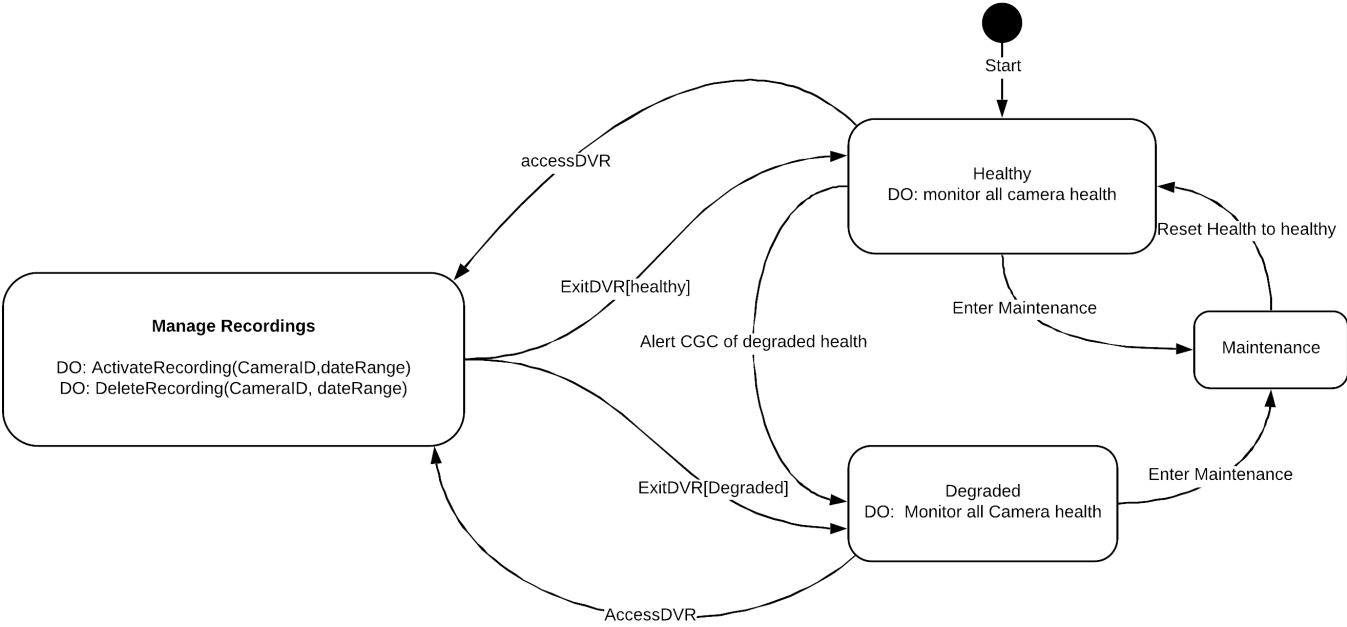 Start
accessDVR
Healthy
DO: monitor all camera health
Reset Health to healthy
ExitDVR[healthy]
Enter Maintenance
Manage Recordings
DO: ActivateRecording(CameraID,dateRange)
DO: DeleteRecording(CameraID, dateRange)
Alert CGC of degraded health
Maintenance
ExitDVR[Degraded]
Degraded
DO:  Monitor all Camera health
Enter Maintenance
AccessDVR